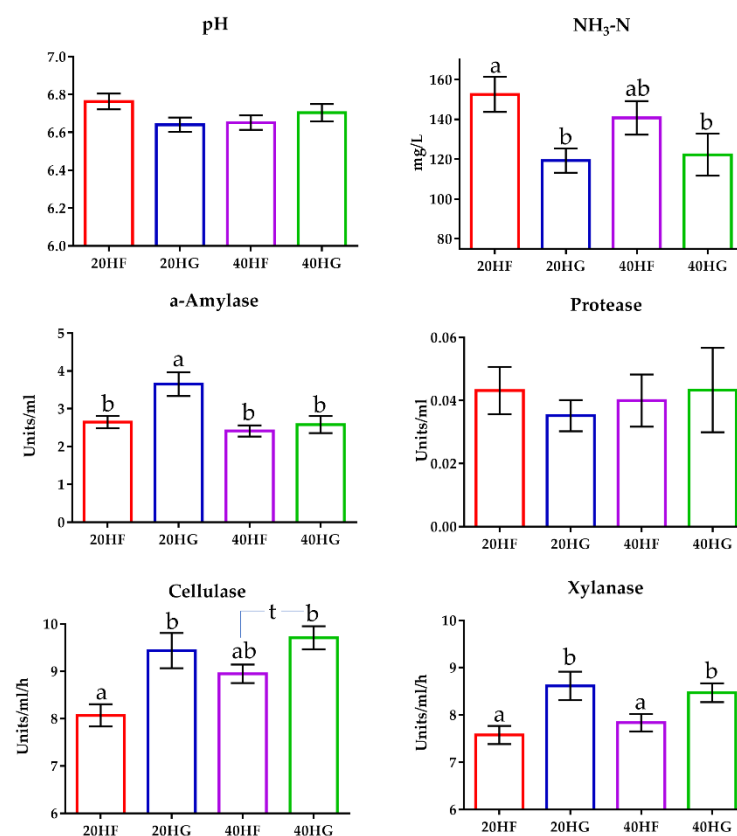 pH
7.0
6.8
6.6
6.4
6.2
6.0
20HF 20HG 40HF 40HG
NH₃-N
mg/L
160
140
120
100
80
a b ab b
20HF 20HG 40HF 40HG
a-Amylase
Units/ml
5
4
3
2
1
0
b a b b
20HF 20HG 40HF 40HG
Protease
Units/ml
0.06
0.04
0.02
0.00
20HF 20HG 40HF 40HG
Cellulase
Units/ml/h
10
9
8
7
6
a b ab t b
20HF 20HG 40HF 40HG
Xylanase
Units/ml/h
10
9
8
7
6
a b a b
20HF 20HG 40HF 40HG